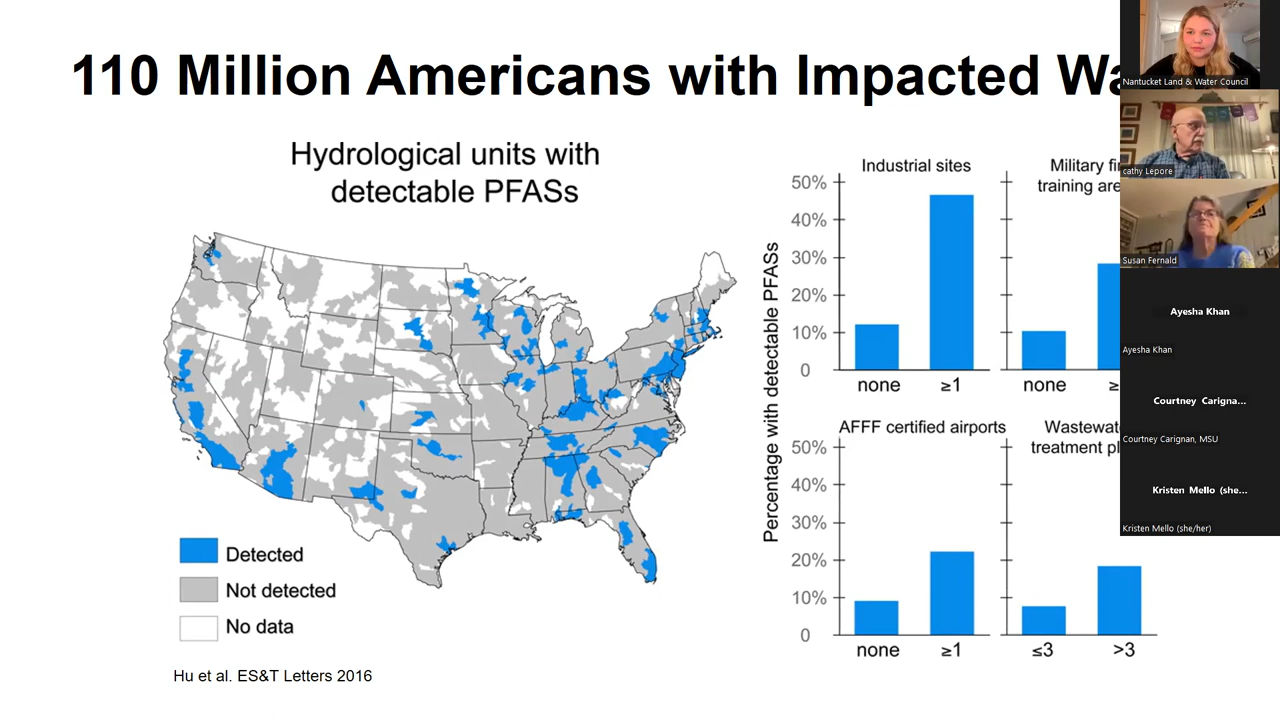 110 Million Americans with Impacted Wa
Hydrological units with
detectable PFASs
Detected
Not detected
No data
Hu et al. ES&T Letters 2016
Percentage with detectable PFASs
Industrial sites
50%
40%
30%
20%
10%
0
none
≥1
Military fi
training are
none
≥
AFFF certified airports
50%
40%
30%
20%
10%
0
none
≥1
Wastewat
treatment pl
≤3
>3
Nantucket Land & Water Council
cathy Lepore
Susan Fernald
Ayesha Khan
Ayesha Khan
Courtney Carigna...
Courtney Carignan, MSU
Kristen Mello (she...
Kristen Mello (she/her)